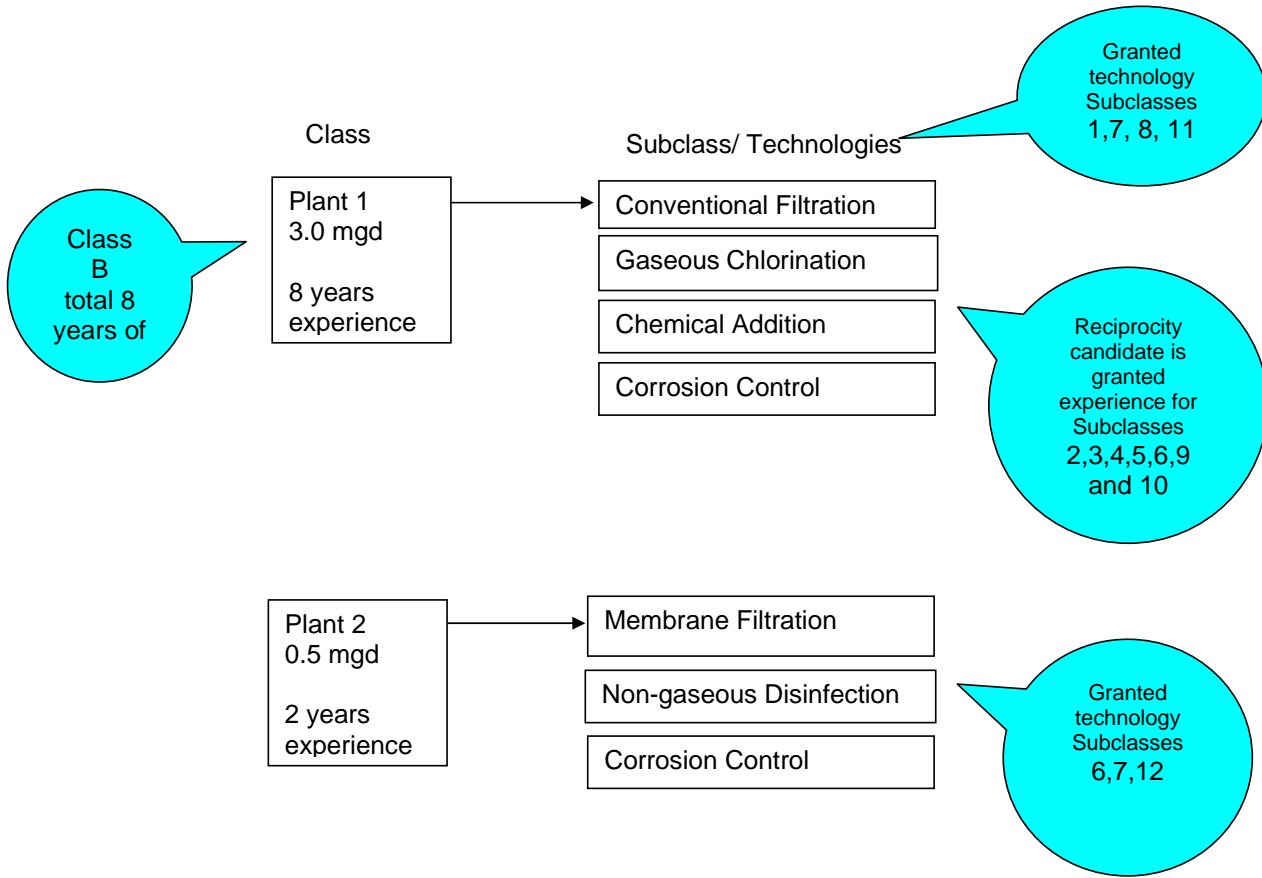 Granted
technology
Subclasses
1,7, 8, 11
Class
Subclass/ Technologies
Class
B
total 8
years of
Plant 1
3.0 mgd
8 years
experience
Conventional Filtration
Gaseous Chlorination
Chemical Addition
Corrosion Control
Reciprocity
candidate is
granted
experience for
Subclasses
2,3,4,5,6,9
and 10
Plant 2
0.5 mgd
2 years
experience
Membrane Filtration
Non-gaseous Disinfection
Corrosion Control
Granted
technology
Subclasses
6,7,12